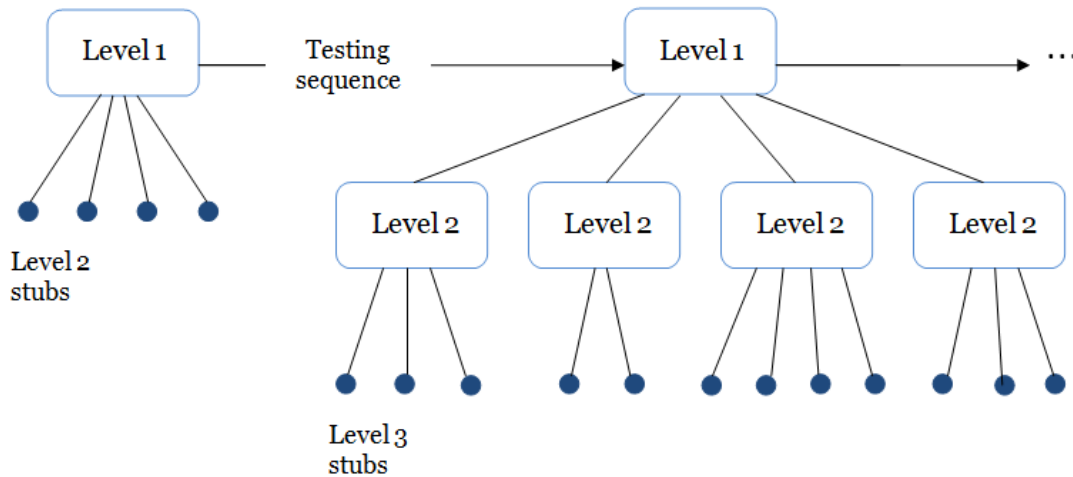 Level 1
Testing
sequence
Level 1
...
Level 2
stubs
Level 2
Level 2
Level 2
Level 2
Level 3
stubs